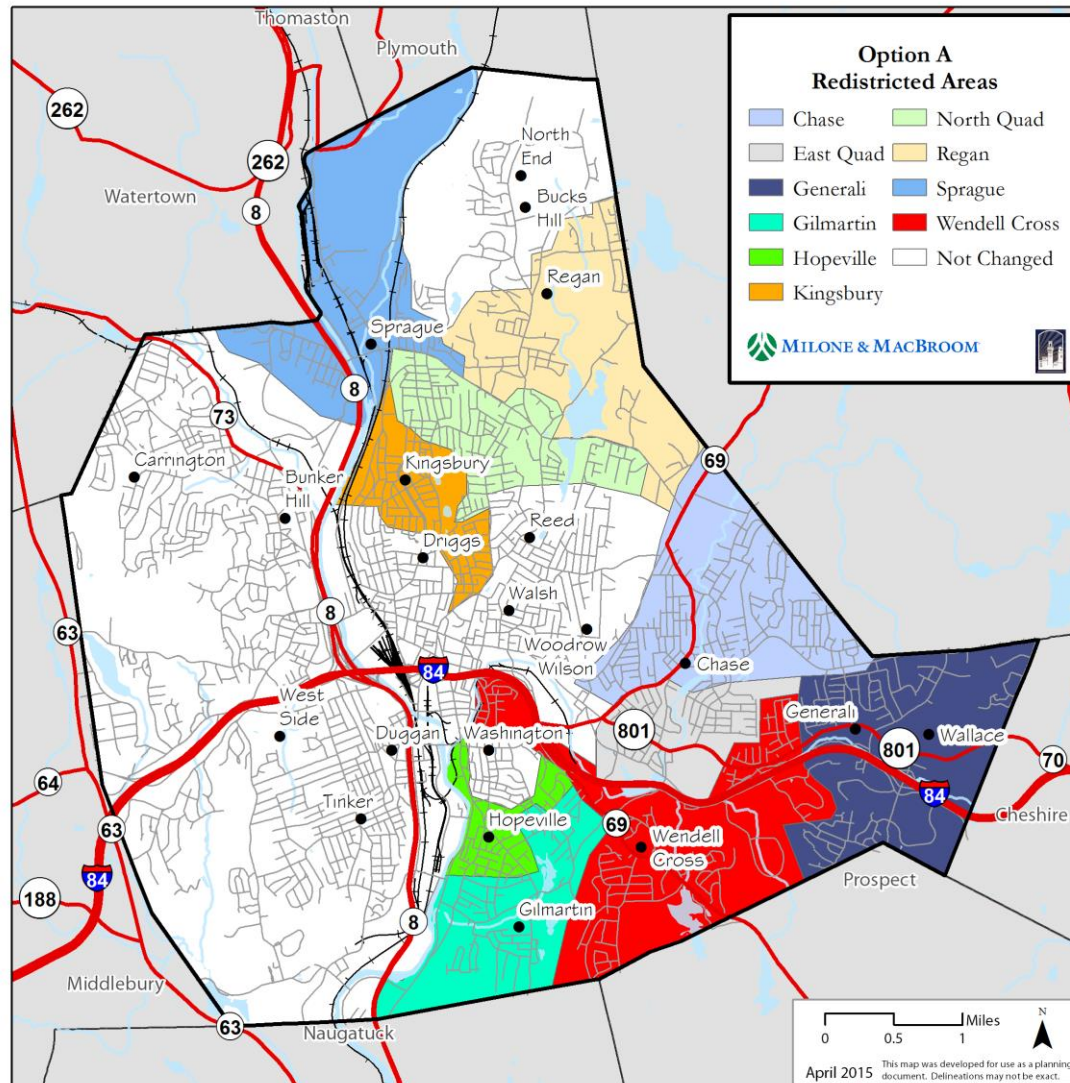 Thomaston
Plymouth
262
262
Watertown
8
North
End
Bucks
Hill
Regan
Sprague
8
73
Carrington
Bunker
Hill
Kingsbury
69
Driggs
Reed
Walsh
Woodrow
Wilson
8
63
84
Chase
West
Side
Duggan
Washington
801
Generali
801
Wallace
70
64
Tinker
84
Cheshire
63
Hopeville
69
Wendell
Cross
84
Prospect
188
Gilmartin
8
Middlebury
63
Naugatuck
Option A
Redistricted Areas
Chase
East Quad
Generali
Gilmartin
Hopeville
Kingsbury
North Quad
Regan
Sprague
Wendell Cross
Not Changed
MILONE & MACBROOM
0 0.5 1 Miles
N
April 2015
This map was developed for use as a planning
document. Delineations may not be exact.